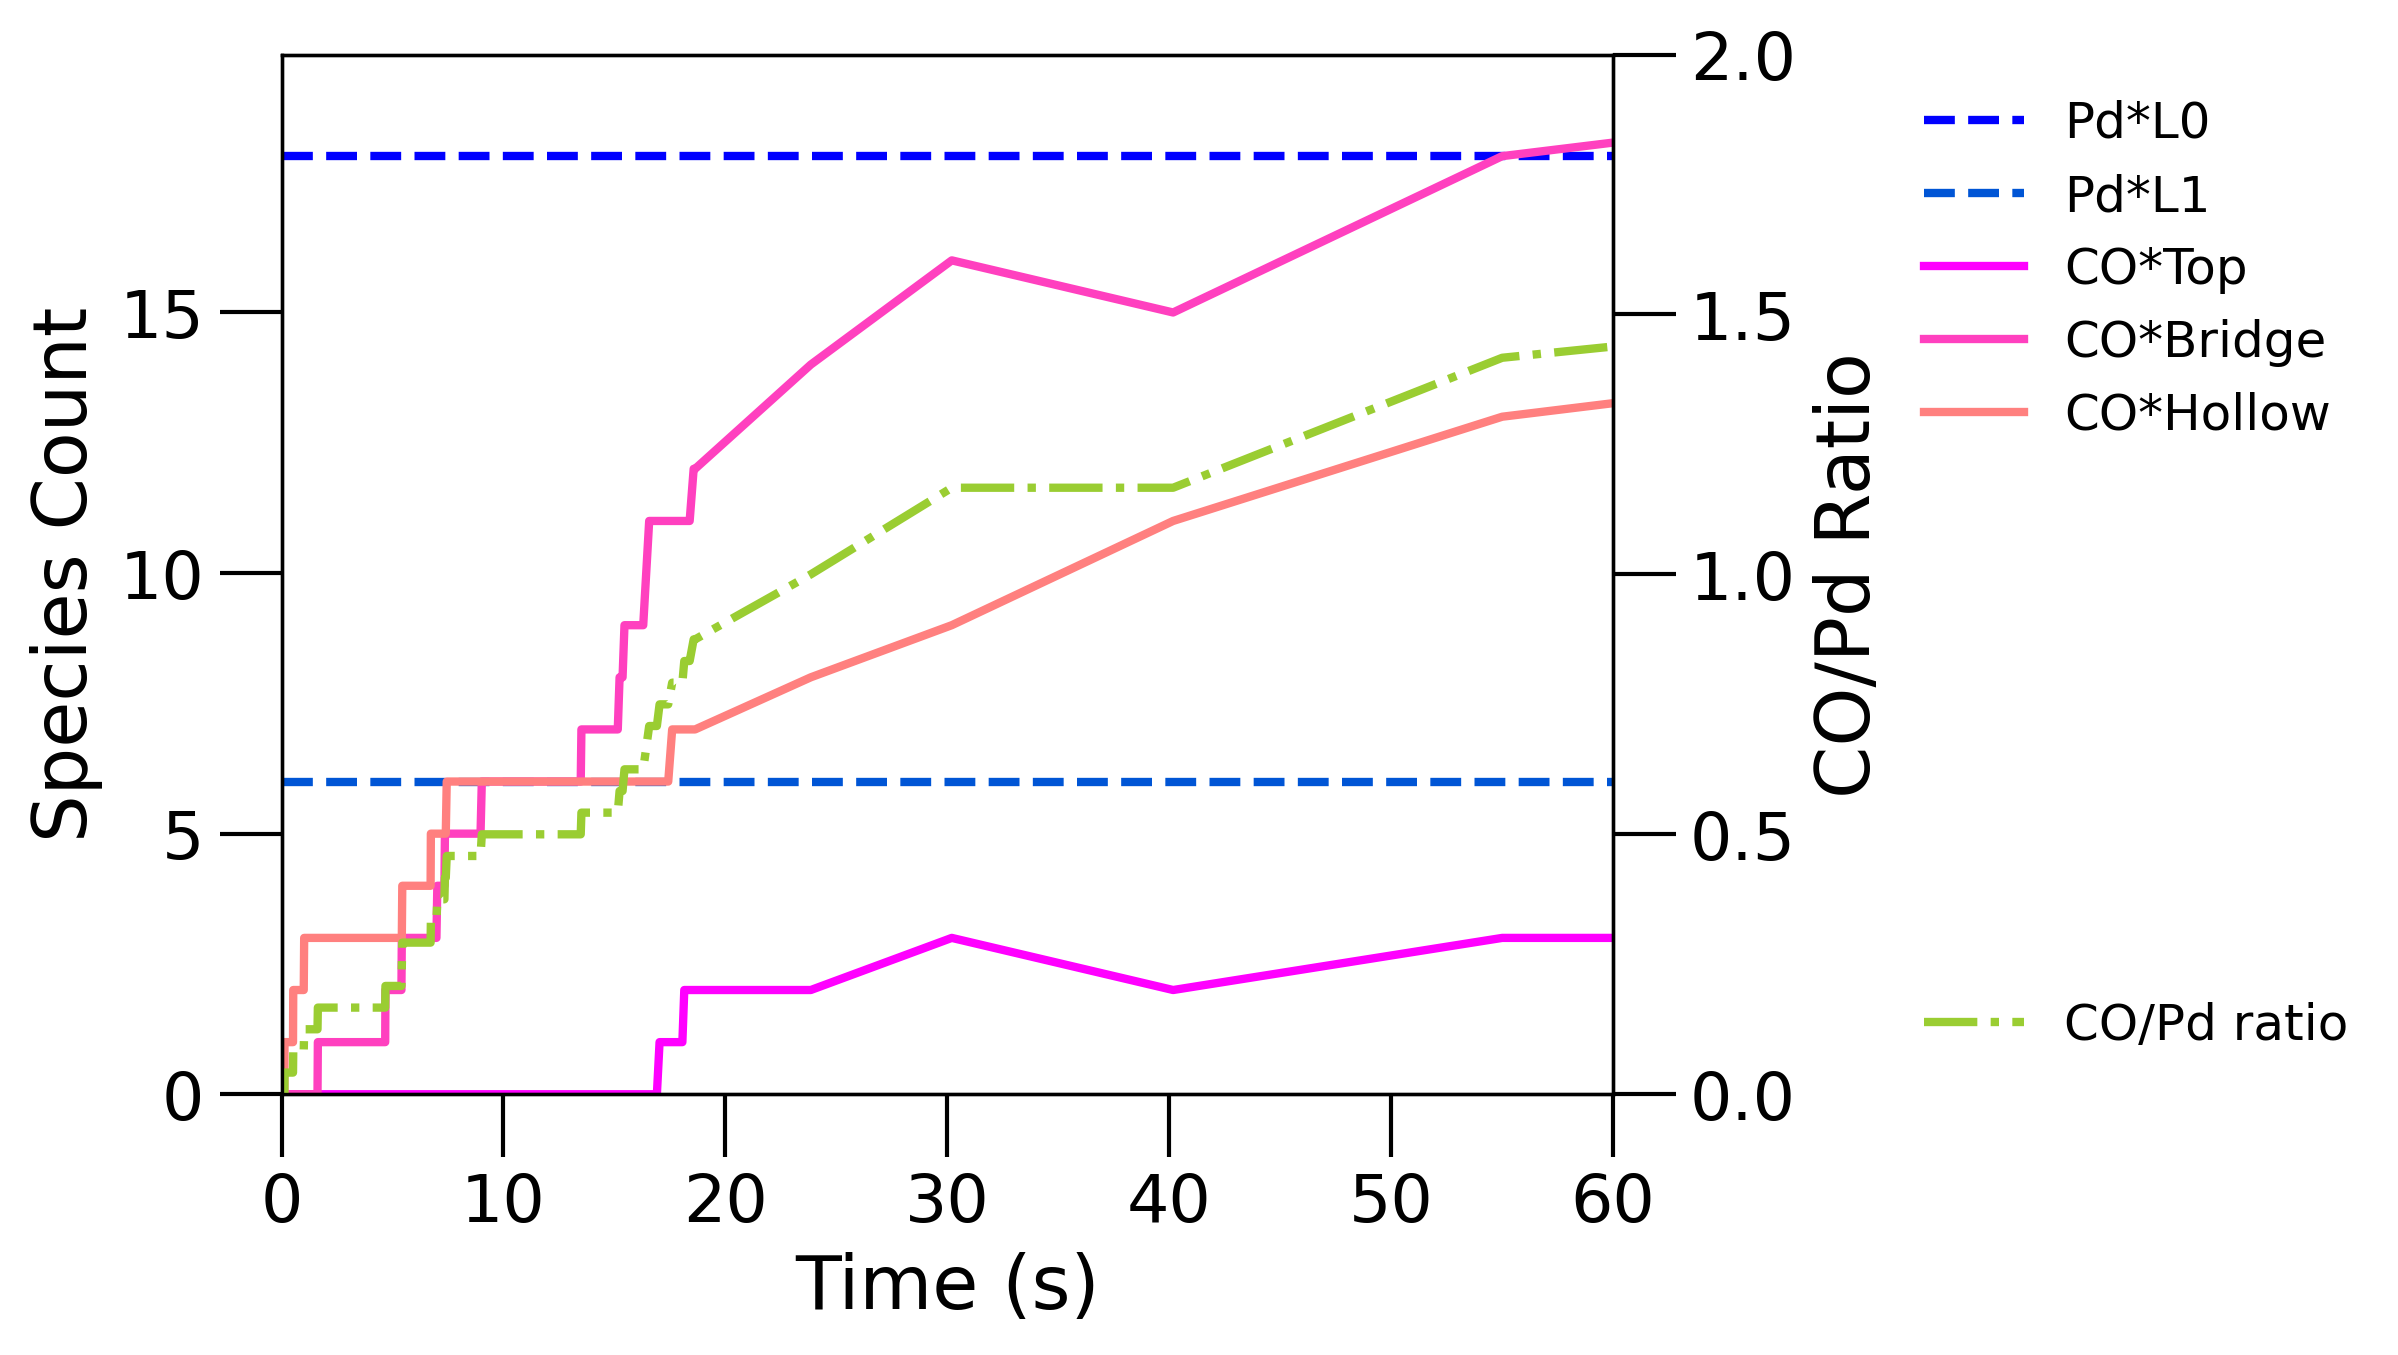 2.0
Pd*L0
Pd*L1
CO*Top
15
1.5
CO*Bridge
CO*Hollow
Species Count
10
1.0
CO/Pd Ratio
5
0.5
CO/Pd ratio
0
0.0
0 10 20 30 40 50 60
Time (s)